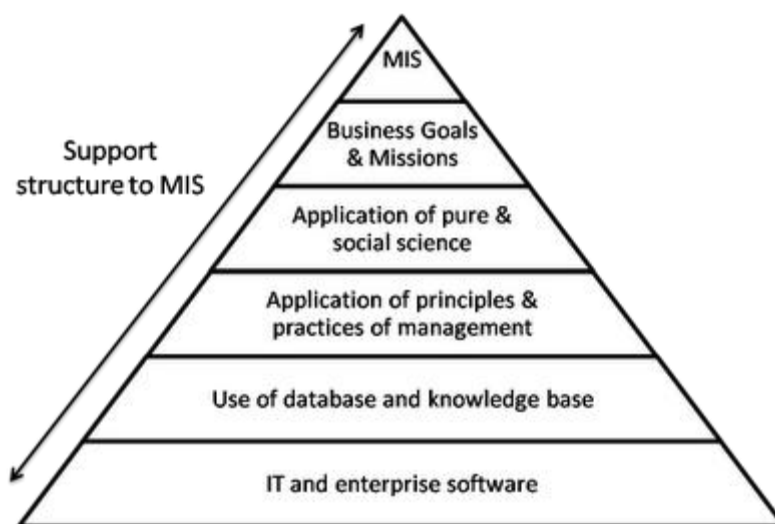 MIS
Business Goals
& Missions
Support
structure to MIS
Application of pure &
social science
Application of principles &
practices of management
Use of database and knowledge base
IT and enterprise software